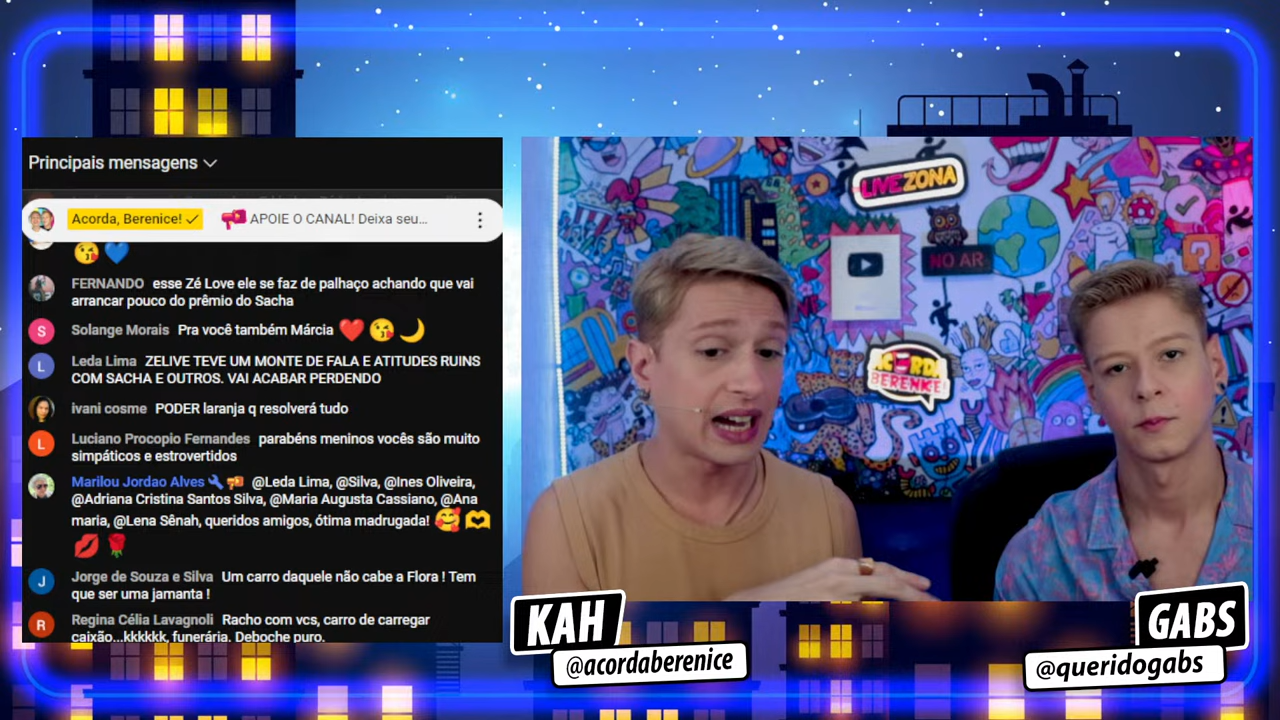 Principais mensagens
Acorda, Berenice! APOIE O CANAL! Deixa seu...
😘💙
FERNANDO esse Zé Love ele se faz de palhaço achando que vai
arrancar pouco do prêmio do Sacha
S Solange Morais Pra você também Márcia ❤️😘🌙
L Leda Lima ZELIVE TEVE UM MONTE DE FALA E ATITUDES RUINS
COM SACHA E OUTROS. VAI ACABAR PERDENDO
ivani cosme PODER laranja q resolverá tudo
L Luciano Procopio Fernandes parabéns meninos vocês são muito
simpáticos e estrovertidos
Marilou Jordao Alves @Leda Lima, @Silva, @Ines Oliveira,
@Adriana Cristina Santos Silva, @Maria Augusta Cassiano, @Ana
maria, @Lena Sênah, queridos amigos, ótima madrugada! 🥰🫶
💋🌹
J Jorge de Souza e Silva Um carro daquele não cabe a Flora ! Tem
que ser uma jamanta !
R Regina Célia Lavagnoli Racho com vcs, carro de carregar
caixão...kkkkkk, funerária. Deboche puro.
LIVEZONA
NO AR
ACORDA
BERENICE!
KAH
@acordaberenice
GABS
@queridogabs